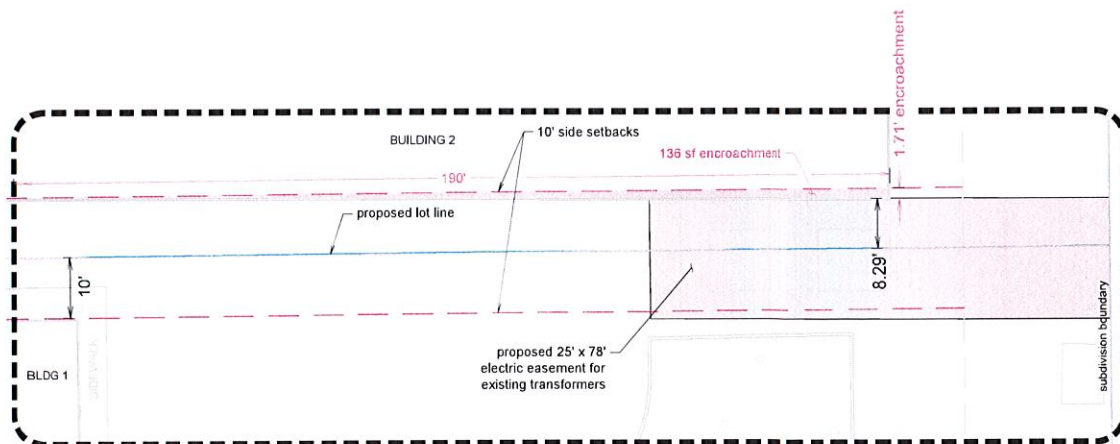 1.71' encroachment
BUILDING 2
10' side setbacks
136 sf encroachment
190'
proposed lot line
10'
8.29'
subdivision boundary
BLDG 1
SIDEWALK
proposed 25' x 78'
electric easement for
existing transformers